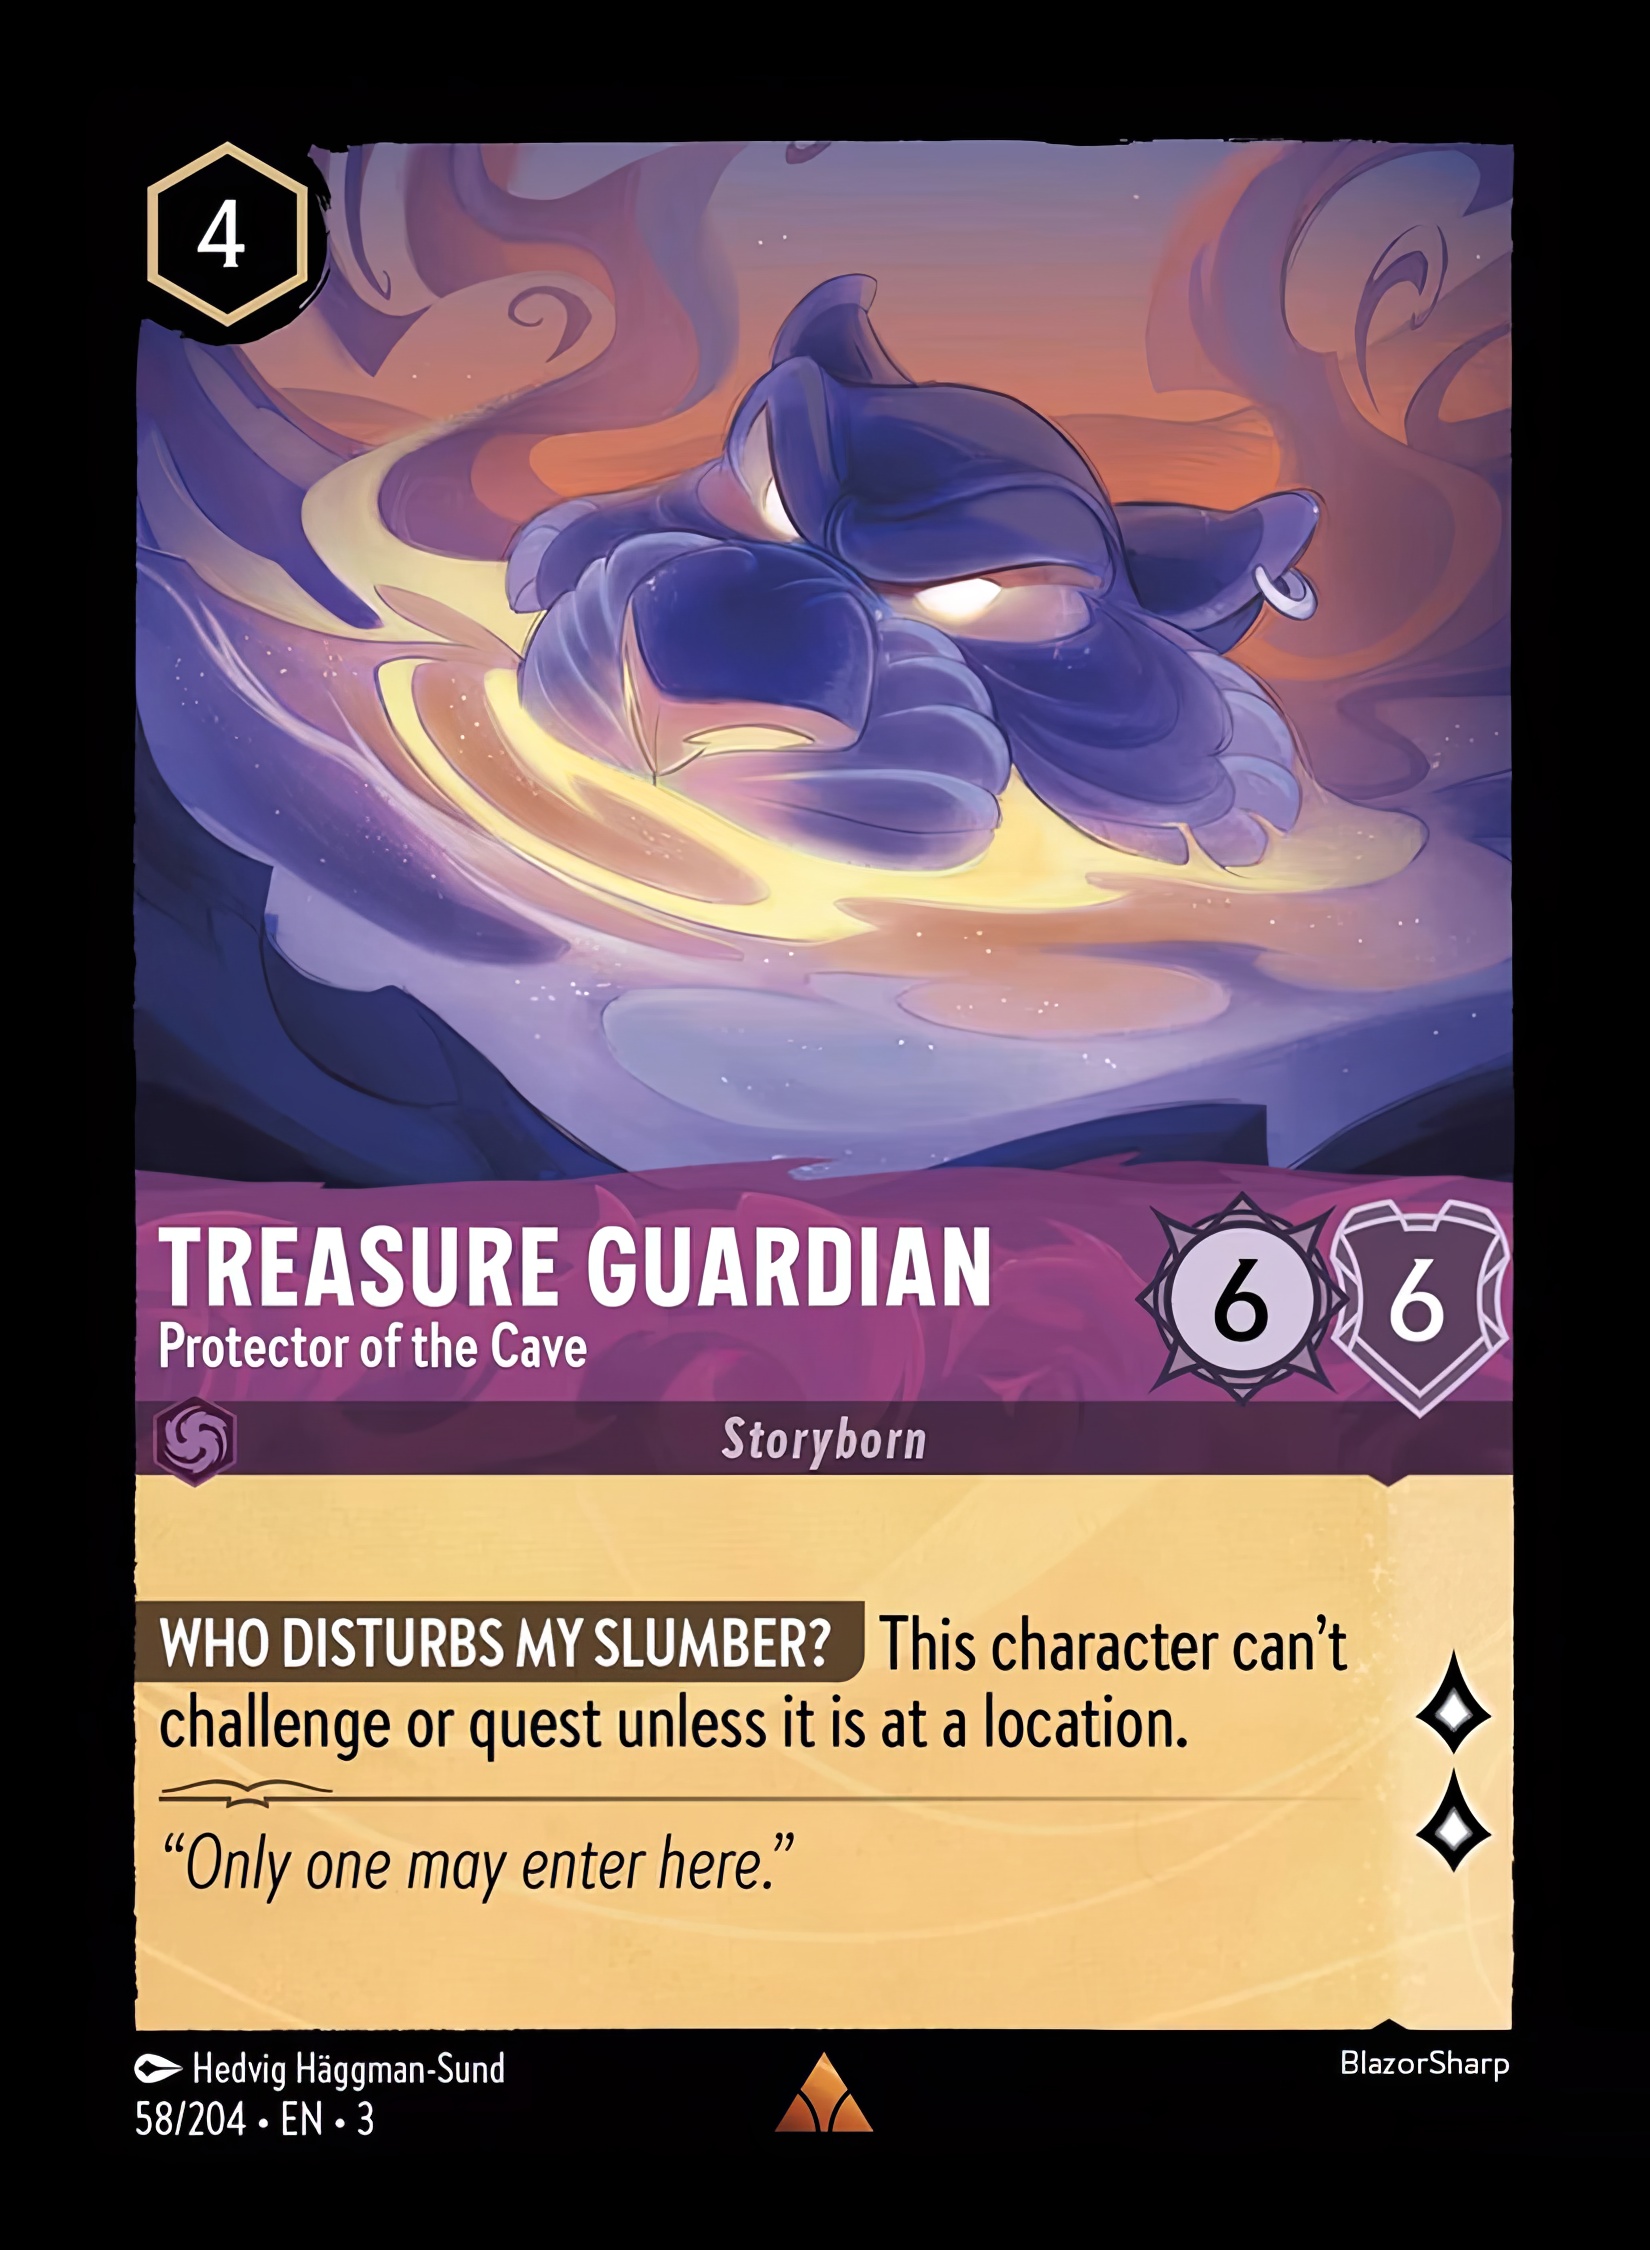 4
TREASURE GUARDIAN
Protector of the Cave
6 6
Storyborn
WHO DISTURBS MY SLUMBER? This character can’t
challenge or quest unless it is at a location.
“Only one may enter here.”
Hedvig Häggman-Sund
BlazorSharp
58/204 • EN • 3